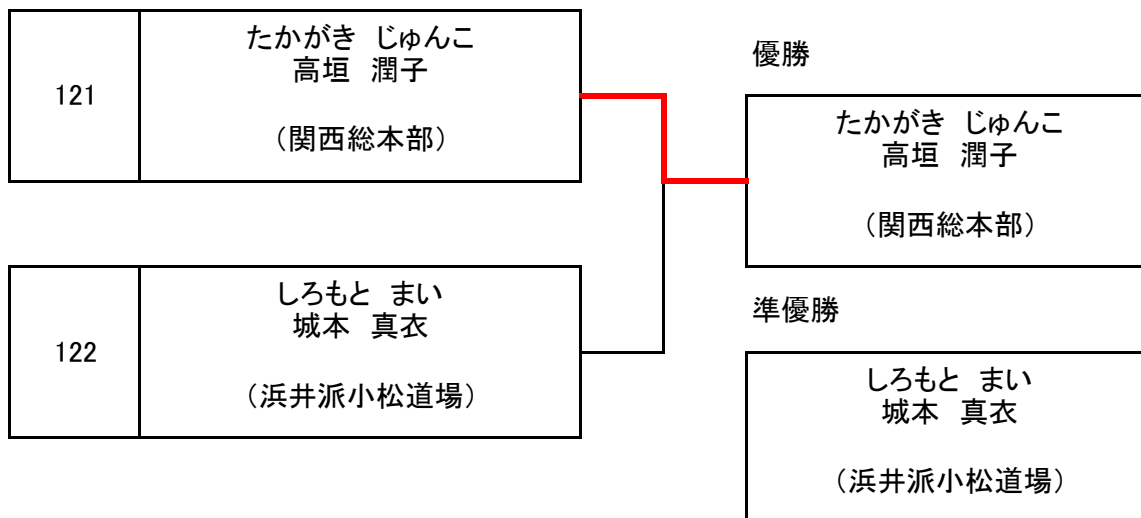 121
たかがき じゅんこ
高垣 潤子
（関西総本部）
122
しろもと まい
城本 真衣
（浜井派小松道場）
優勝
たかがき じゅんこ
高垣 潤子
（関西総本部）
準優勝
しろもと まい
城本 真衣
（浜井派小松道場）